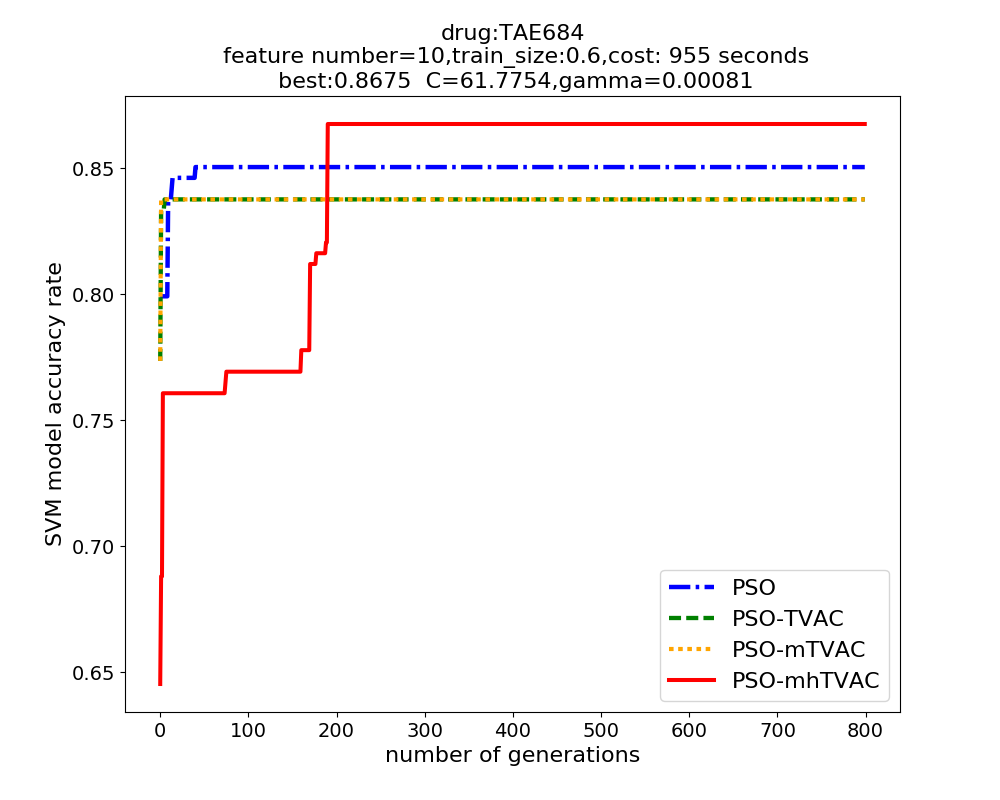 drug:TAE684
feature number=10,train_size:0.6,cost: 955 seconds
best:0.8675  C=61.7754,gamma=0.00081
SVM model accuracy rate
0.85
0.80
0.75
0.70
0.65
PSO
PSO-TVAC
PSO-mTVAC
PSO-mhTVAC
0 100 200 300 400 500 600 700 800
number of generations